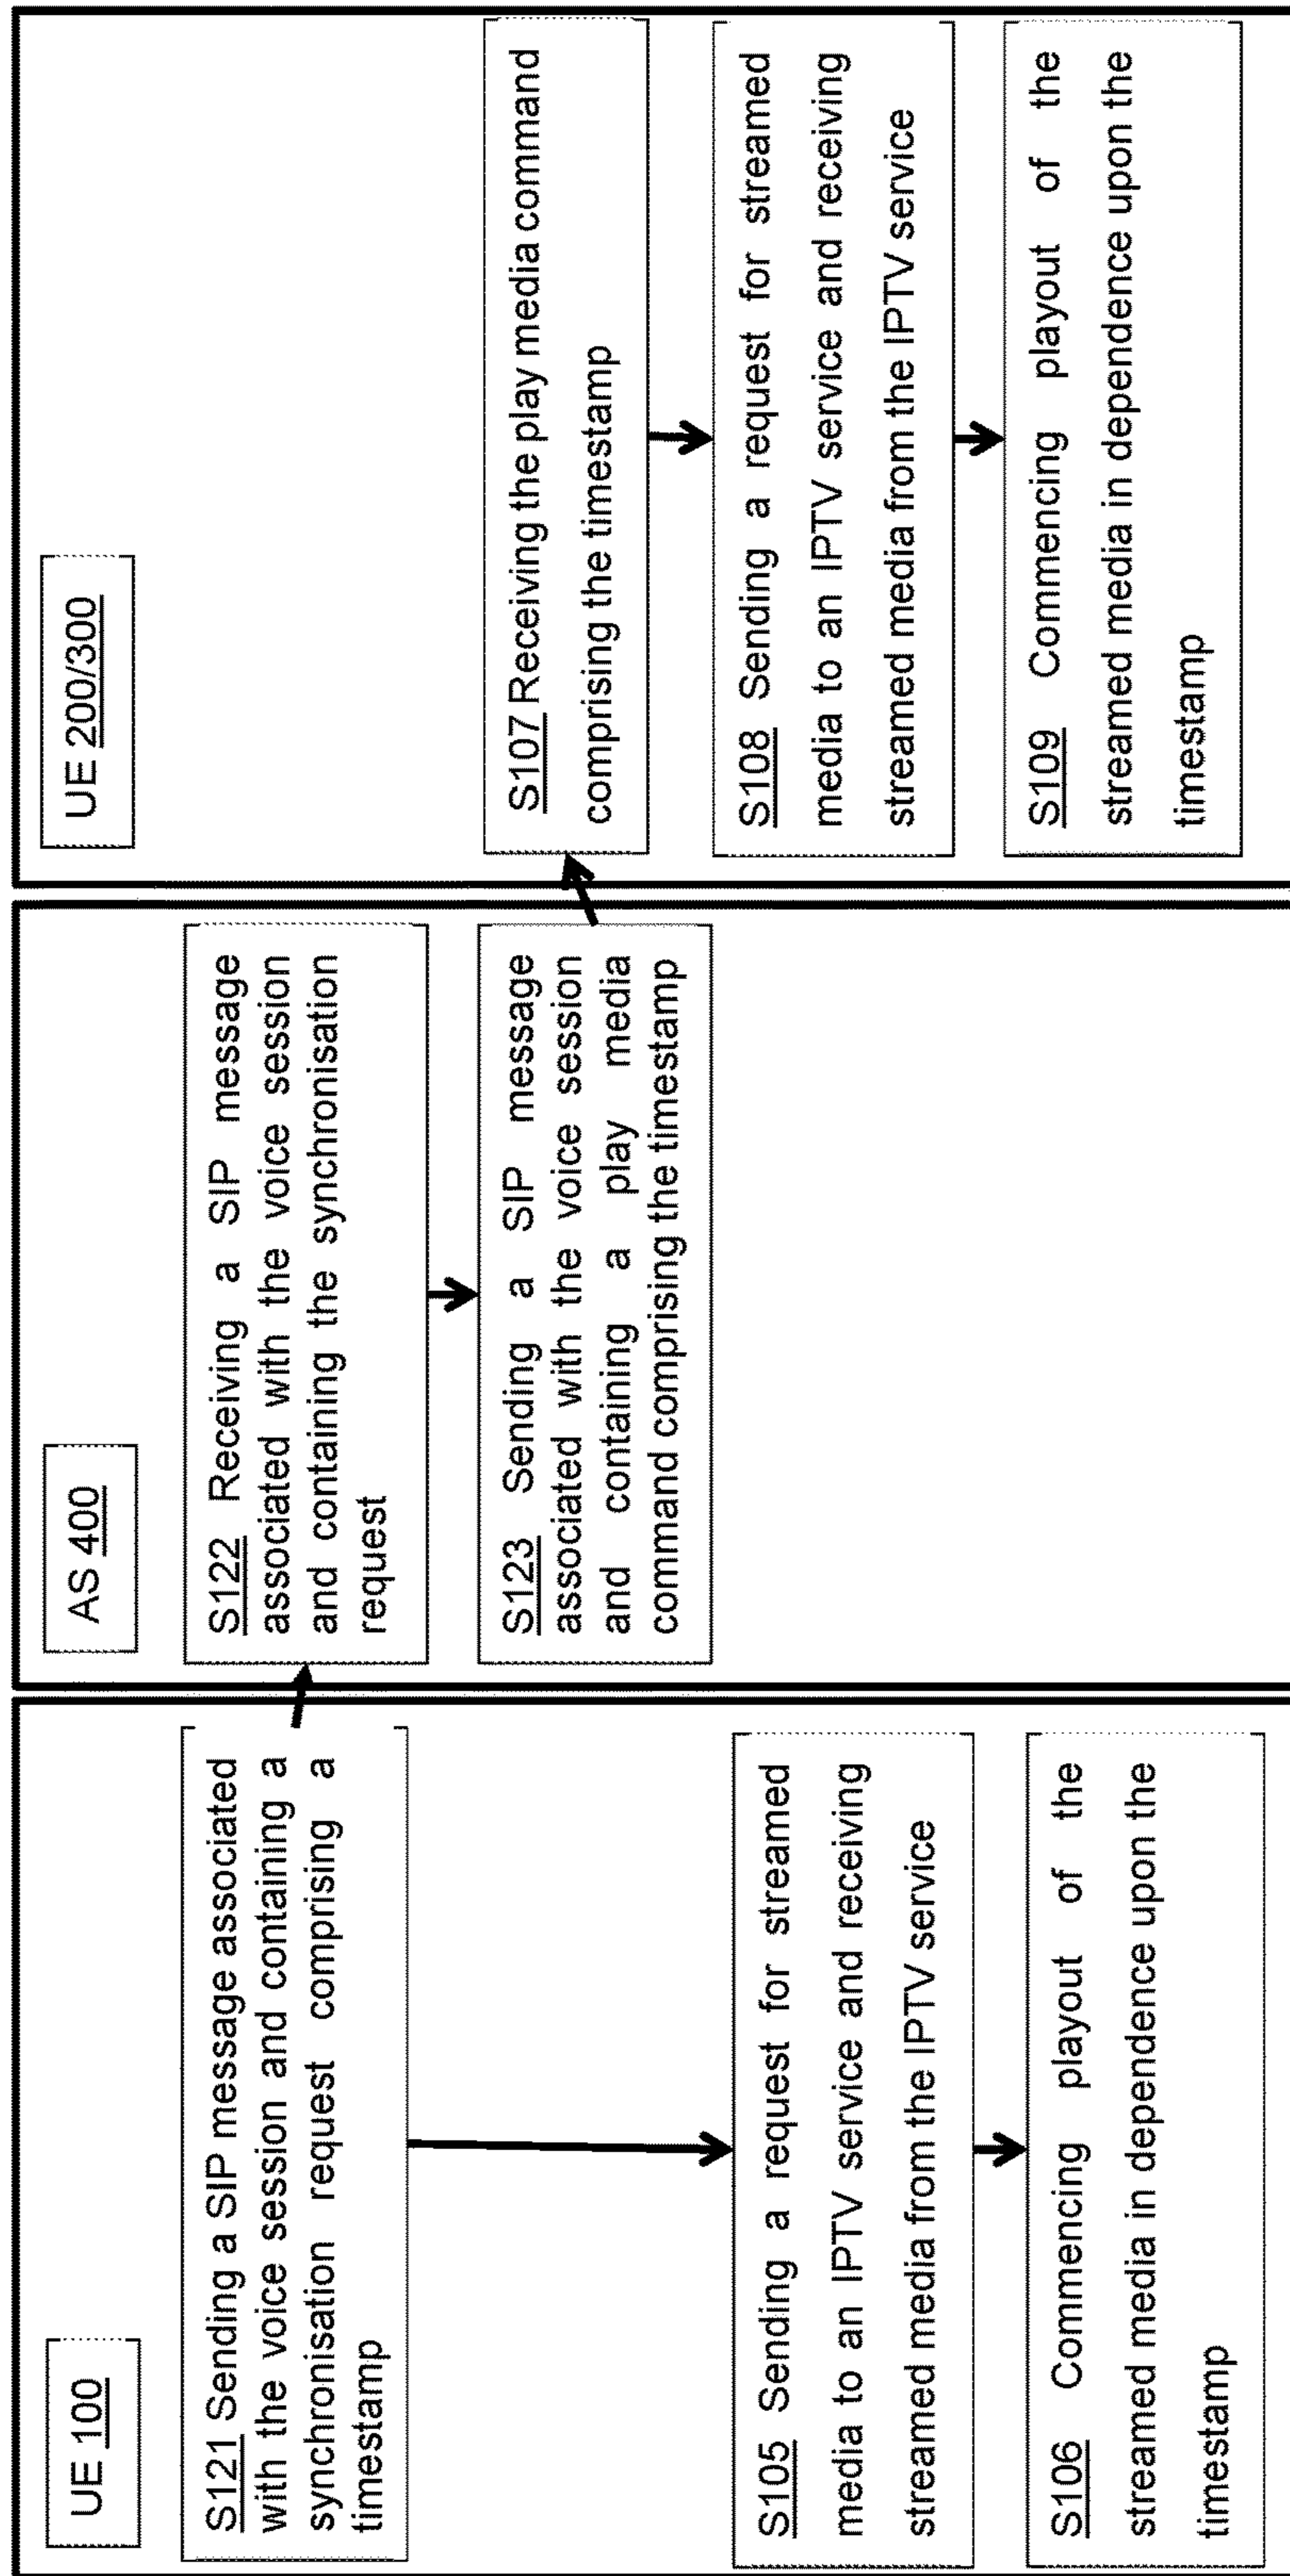 UE 100
S121 Sending a SIP message associated
with the voice session and containing a
synchronisation request comprising a
timestamp
S105 Sending a request for streamed
media to an IPTV service and receiving
streamed media from the IPTV service
S106 Commencing playout of the
streamed media in dependence upon the
timestamp
AS 400
S122 Receiving a SIP message
associated with the voice session
and containing the synchronisation
request
S123 Sending a SIP message
associated with the voice session
and containing a play media
command comprising the timestamp
UE 200/300
S107 Receiving the play media command
comprising the timestamp
S108 Sending a request for streamed
media to an IPTV service and receiving
streamed media from the IPTV service
S109 Commencing playout of the
streamed media in dependence upon the
timestamp